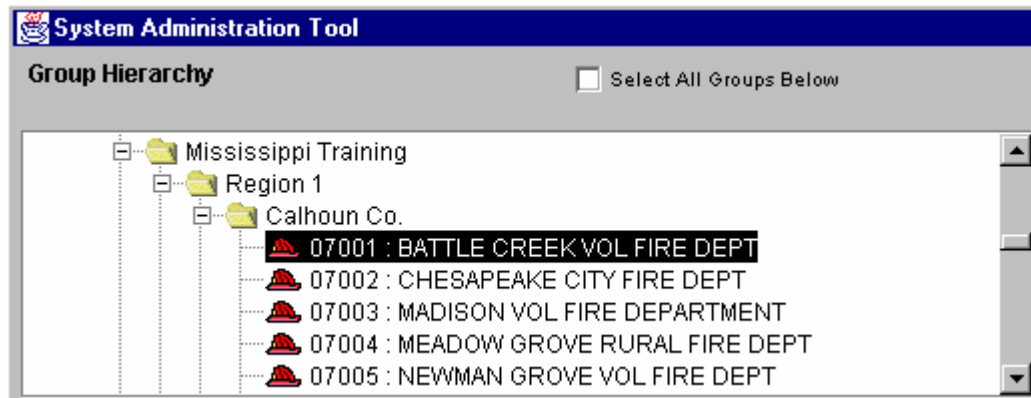 System Administration Tool
Group Hierarchy
Select All Groups Below
Mississippi Training
Region 1
Calhoun Co.
07001 : BATTLE CREEK VOL FIRE DEPT
07002 : CHESAPEAKE CITY FIRE DEPT
07003 : MADISON VOL FIRE DEPARTMENT
07004 : MEADOW GROVE RURAL FIRE DEPT
07005 : NEWMAN GROVE VOL FIRE DEPT